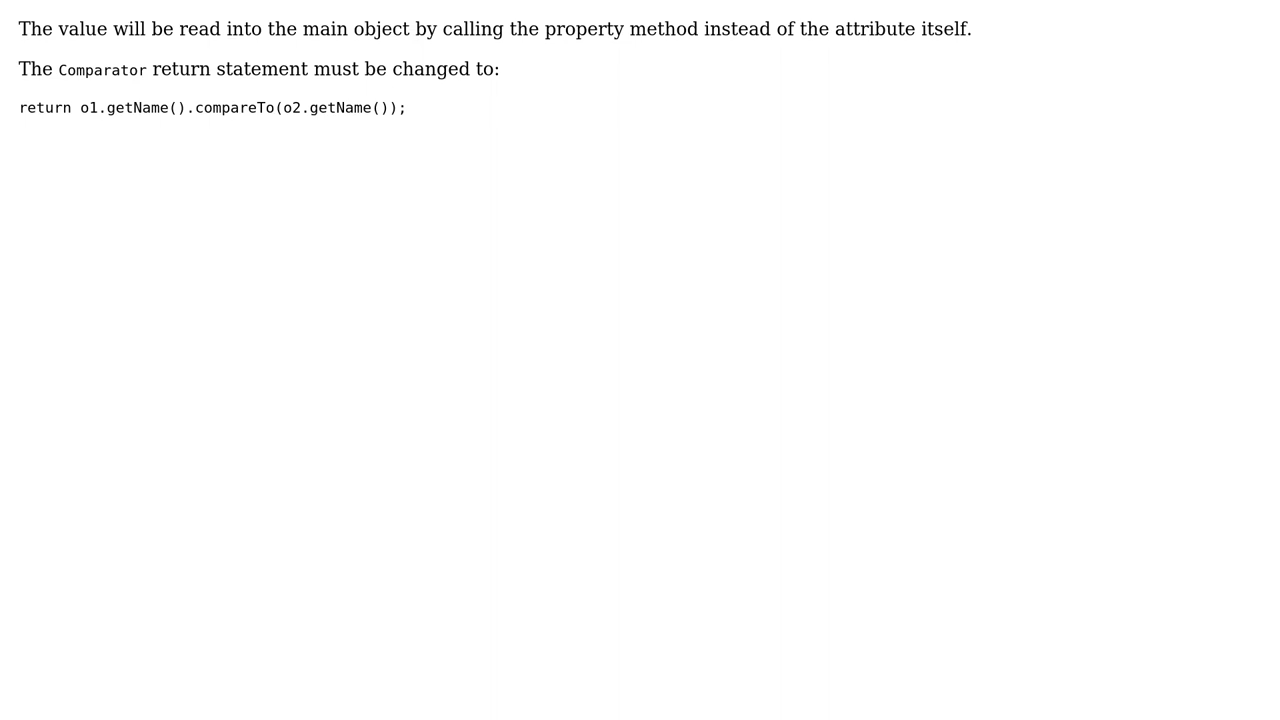 The value will be read into the main object by calling the property method instead of the attribute itself.
The Comparator return statement must be changed to:
return o1.getName().compareTo(o2.getName());